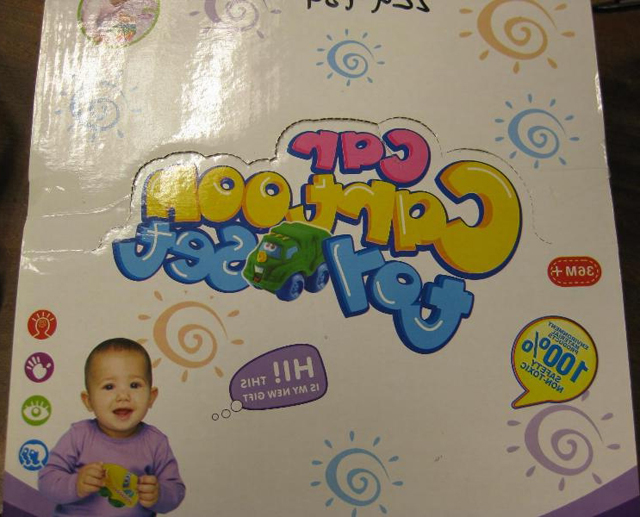 Car
Cartoon
toy set
36M+
100%
SAFETY
NON-TOXIC
HI!! THIS
IS MY NEW GIFT